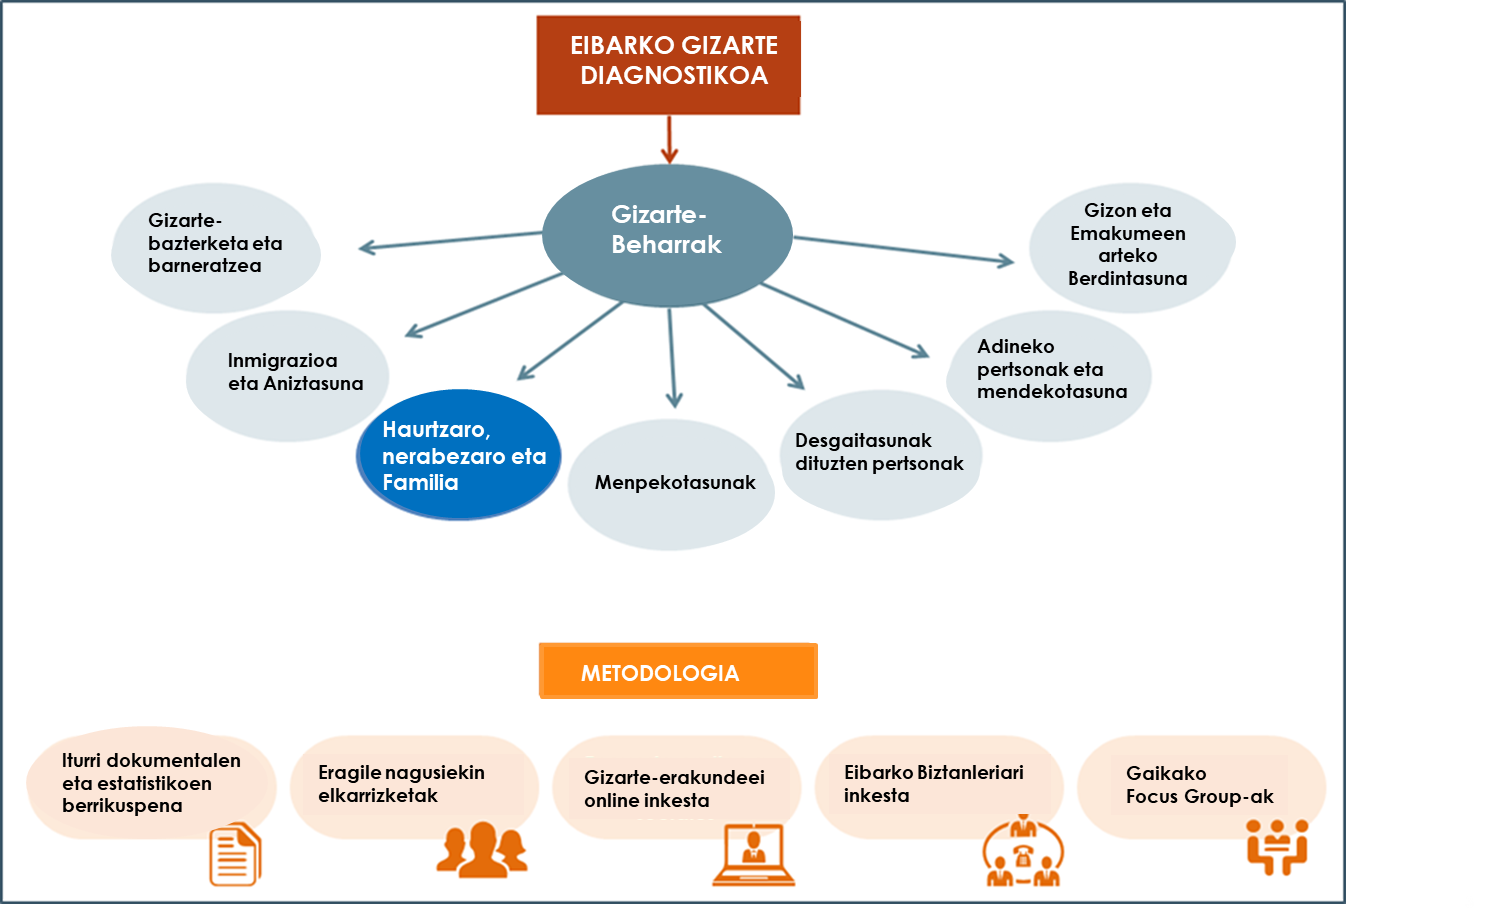 EIBARKO GIZARTE
DIAGNOSTIKOA
Gizarte-
Beharrak
Gizarte-
bazterketa eta
barneratzea
Inmigrazioa
eta Aniztasuna
Haurtzaro,
nerabezaro eta
Familia
Menpekotasunak
Desgaitasunak
dituzten pertsonak
Adineko
pertsonak eta
mendekotasuna
Gizon eta
Emakumeen
arteko
Berdintasuna
METODOLOGIA
Iturri dokumentalen
eta estatistikoen
berrikuspena
Eragile nagusiekin
elkarrizketak
Gizarte-erakundeei
online inkesta
Eibarko Biztanleriari
inkesta
Gaikako
Focus Group-ak